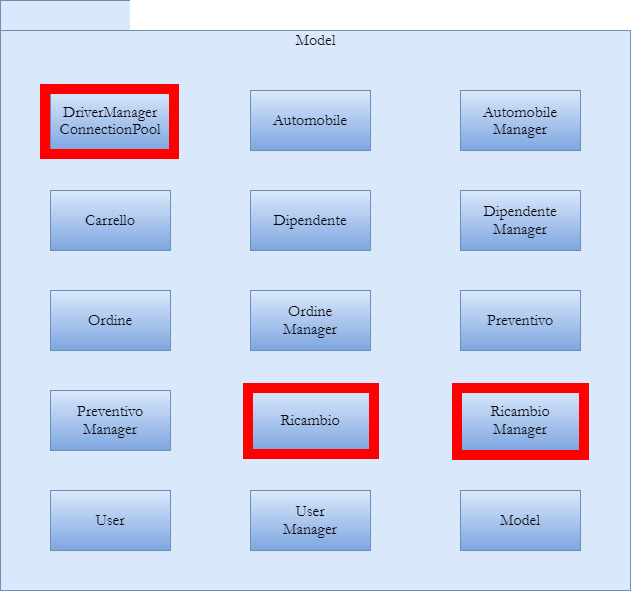 Model
DriverManager
ConnectionPool
Automobile
Automobile
Manager
Carrello
Dipendente
Dipendente
Manager
Ordine
Ordine
Manager
Preventivo
Preventivo
Manager
Ricambio
Ricambio
Manager
User
User
Manager
Model